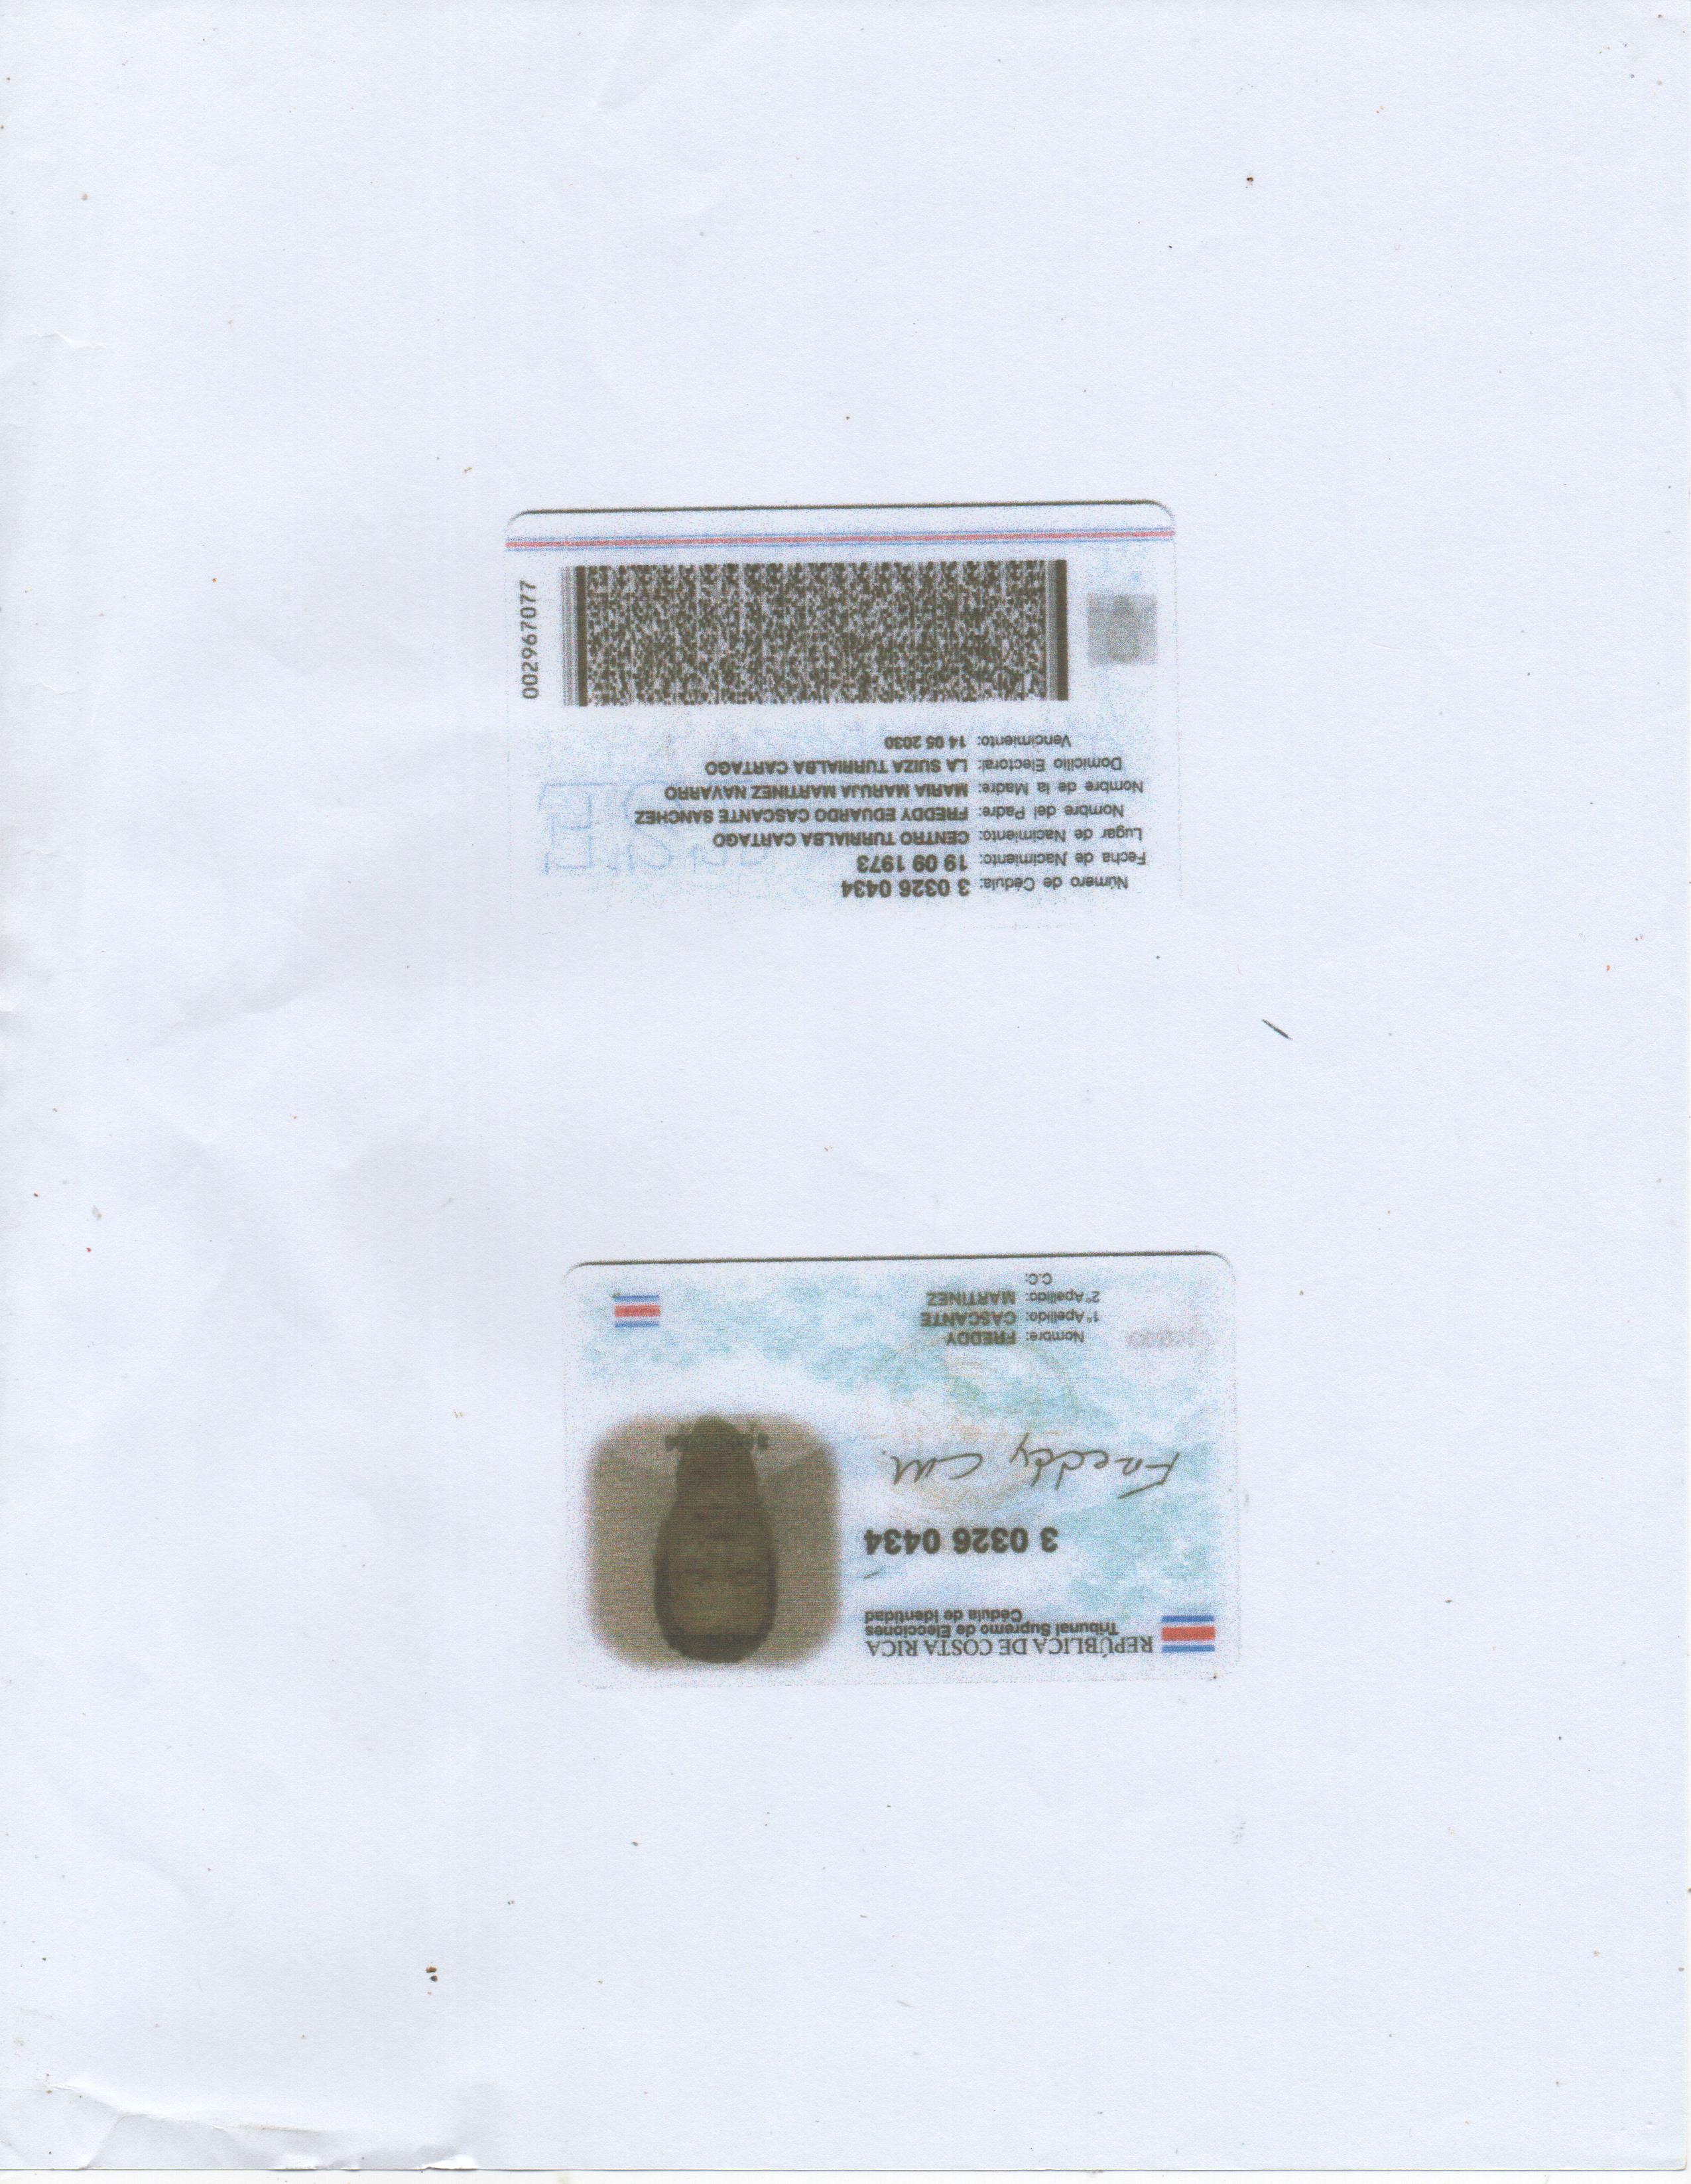 REPÚBLICA DE COSTA RICA
Tribunal Supremo de Elecciones
Cédula de Identidad
3 0326 0434
Freddy CM.
Nombre: FREDDY
1° Apellido: CASCANTE
2° Apellido: MARTINEZ
C.C:
Número de Cédula: 3 0326 0434
Fecha de Nacimiento: 19 09 1973
Lugar de Nacimiento: CENTRO TURRIALBA CARTAGO
Nombre del Padre: FREDDY EDUARDO CASCANTE SANCHEZ
Nombre de la Madre: MARIA MARUJA MARTINEZ NAVARRO
Domicilio Electoral: LA SUIZA TURRIALBA CARTAGO
Vencimiento: 14 05 2030
002967077